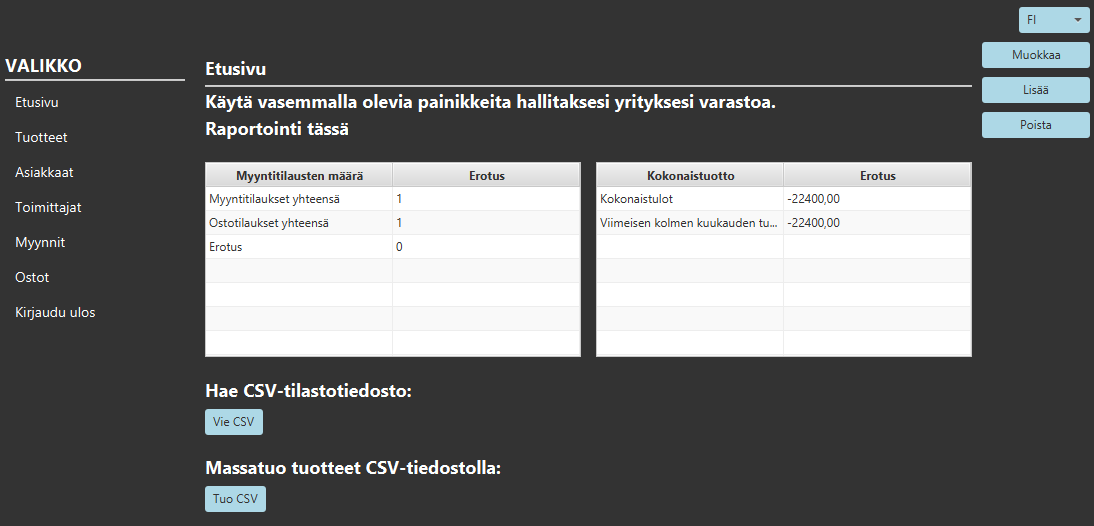 FI
VALIKKO
Etusivu
Tuotteet
Asiakkaat
Toimittajat
Myynnit
Ostot
Kirjaudu ulos
Etusivu
Käytä vasemmalla olevia painikkeita hallitaksesi yrityksesi varastoa.
Raportointi tässä
Myyntitilausten määrä Erotus
Myyntitilaukset yhteensä 1
Ostotilaukset yhteensä 1
Erotus 0
Kokonaistuotto Erotus
Kokonaistulot -22400,00
Viimeisen kolmen kuukauden tu... -22400,00
Hae CSV-tilastotiedosto:
Vie CSV
Massatuo tuotteet CSV-tiedostolla:
Tuo CSV
Muokkaa
Lisää
Poista